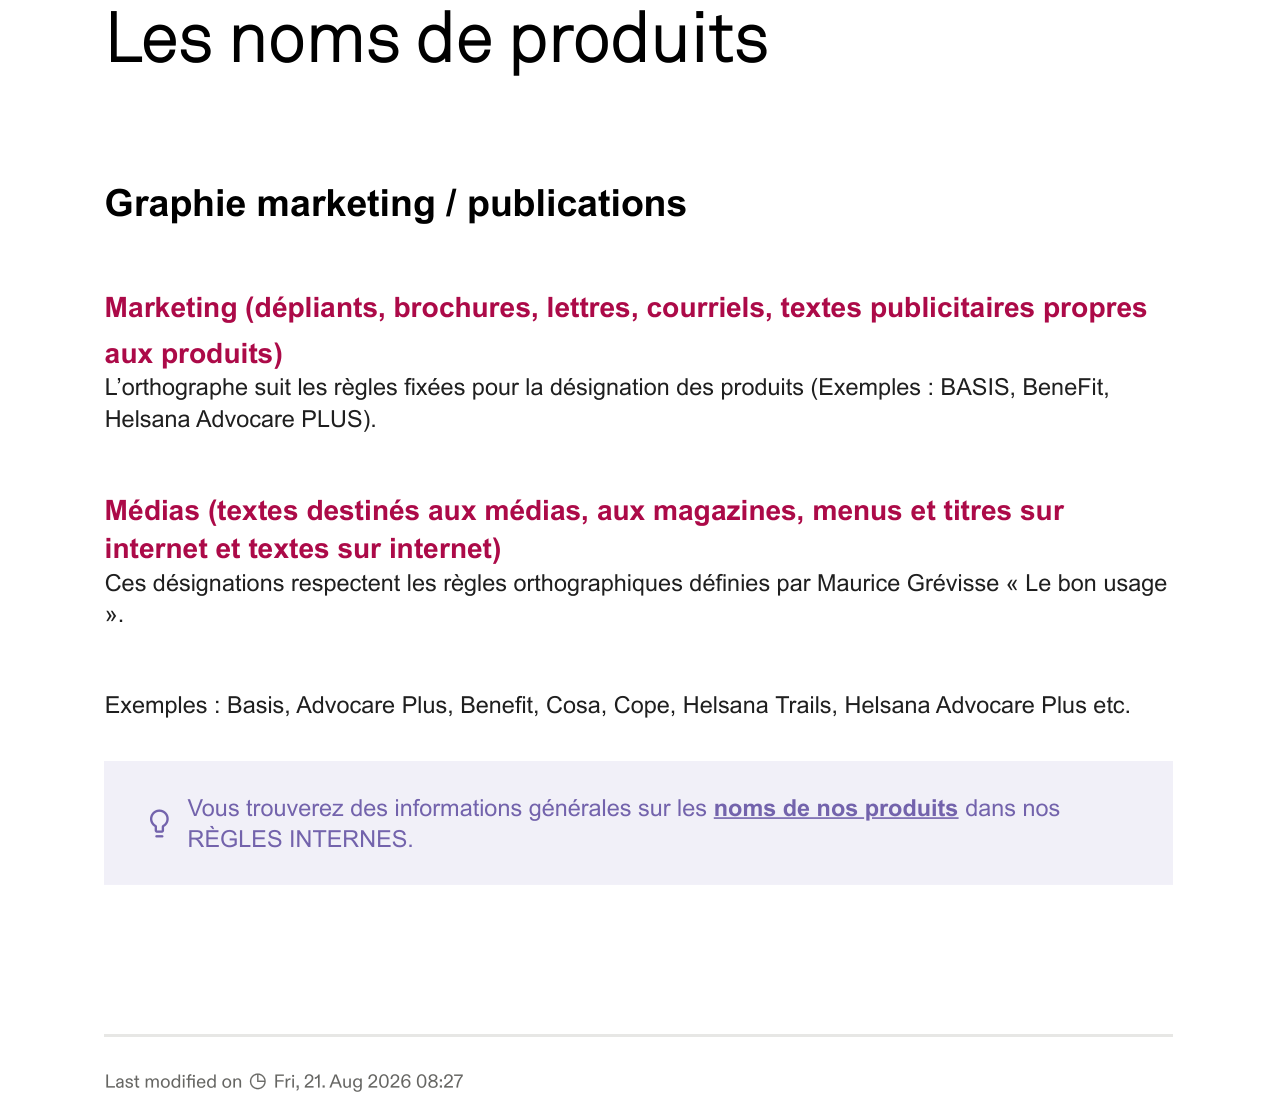 Les noms de produits
Graphie marketing / publications
Marketing (dépliants, brochures, lettres, courriels, textes publicitaires propres
aux produits)
L’orthographe suit les règles fixées pour la désignation des produits (Exemples : BASIS, BeneFit,
Helsana Advocare PLUS).
Médias (textes destinés aux médias, aux magazines, menus et titres sur
internet et textes sur internet)
Ces désignations respectent les règles orthographiques définies par Maurice Grévisse « Le bon usage
».
Exemples : Basis, Advocare Plus, Benefit, Cosa, Cope, Helsana Trails, Helsana Advocare Plus etc.
Vous trouverez des informations générales sur les noms de nos produits dans nos
RÈGLES INTERNES.
Last modified on Fri, 21. Aug 2026 08:27